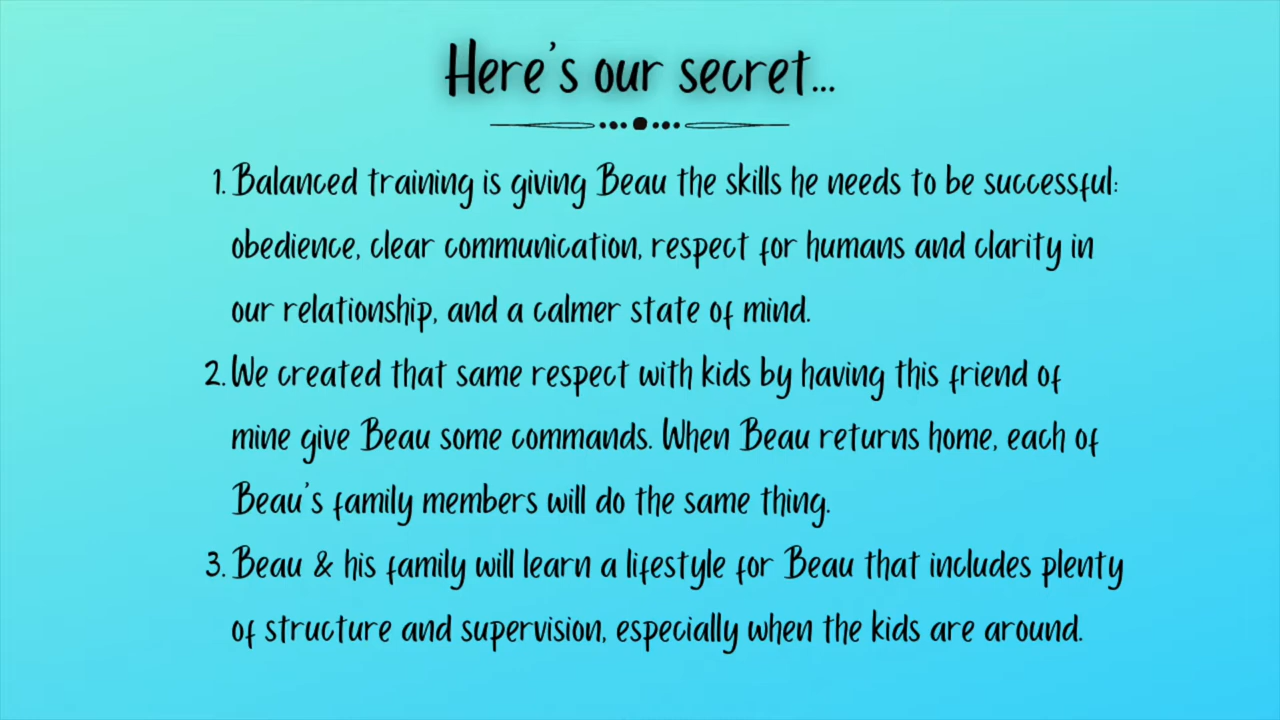 Here's our secret...
1. Balanced training is giving Beau the skills he needs to be successful:
obedience, clear communication, respect for humans and clarity in
our relationship, and a calmer state of mind.
2. We created that same respect with kids by having this friend of
mine give Beau some commands. When Beau returns home, each of
Beau's family members will do the same thing.
3. Beau & his family will learn a lifestyle for Beau that includes plenty
of structure and supervision, especially when the kids are around.